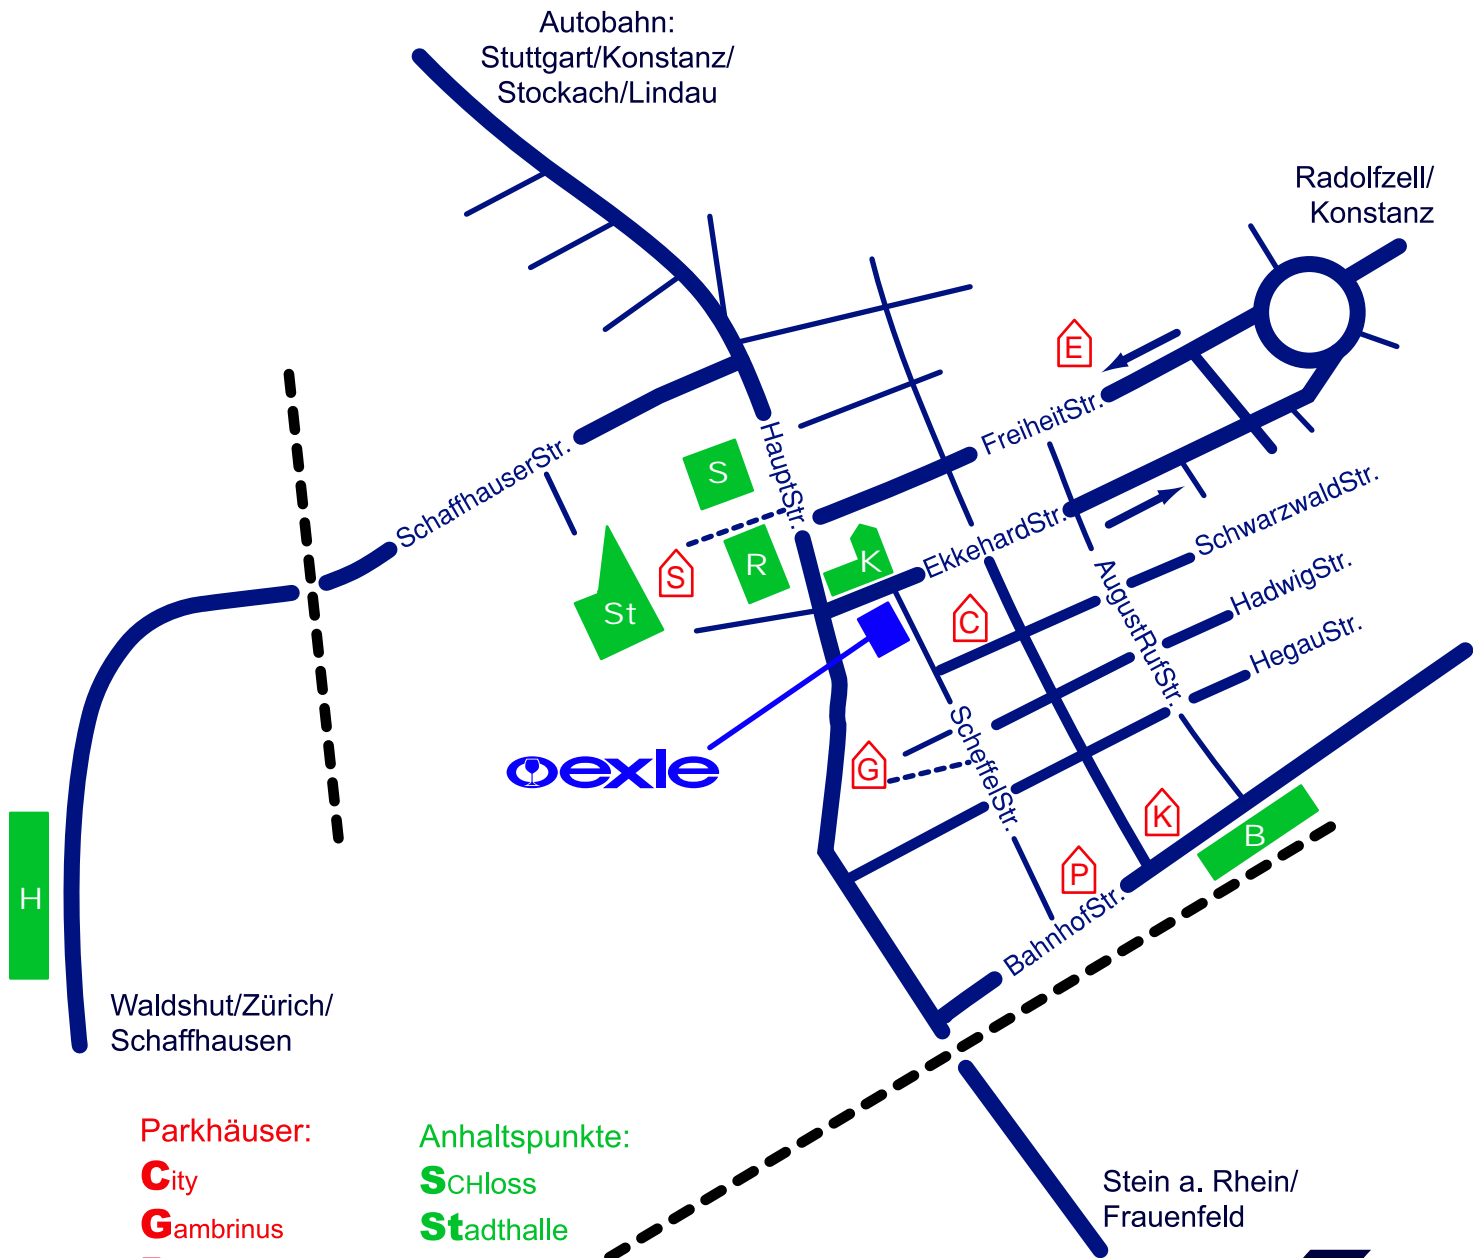 Autobahn:
Stuttgart/Konstanz/
Stockach/Lindau
Radolfzell/
Konstanz
E
FreiheitStr.
HauptStr.
SchaffhauserStr.
S
SchwarzwaldStr.
EkkehardStr.
K
R
S
St
HadwigStr.
AugustRufStr.
C
HegauStr.
ScheffelStr.
oexle
G
K
B
P
H
BahnhofStr.
Waldshut/Zürich/
Schaffhausen
Parkhäuser:
City
Gambrinus
Anhaltspunkte:
SCHloss
Stadthalle
Stein a. Rhein/
Frauenfeld